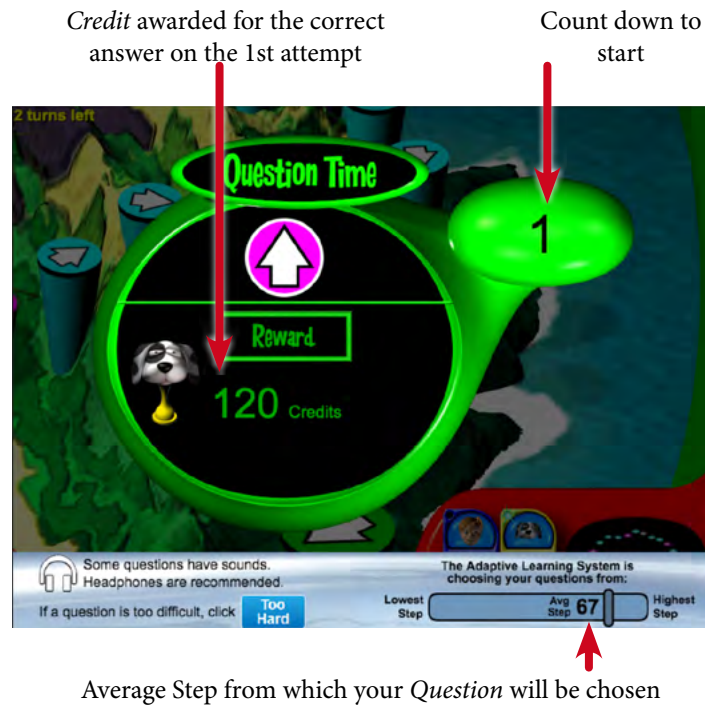 Credit awarded for the correct
answer on the 1st attempt
Count down to
start
2 turns left
Question Time
1
Reward
120 Credits
Some questions have sounds.
Headphones are recommended.
If a question is too difficult, click
Too
Hard
The Adaptive Learning System is
choosing your questions from:
Lowest
Step
Avg
Step
67
Highest
Step
Average Step from which your Question will be chosen